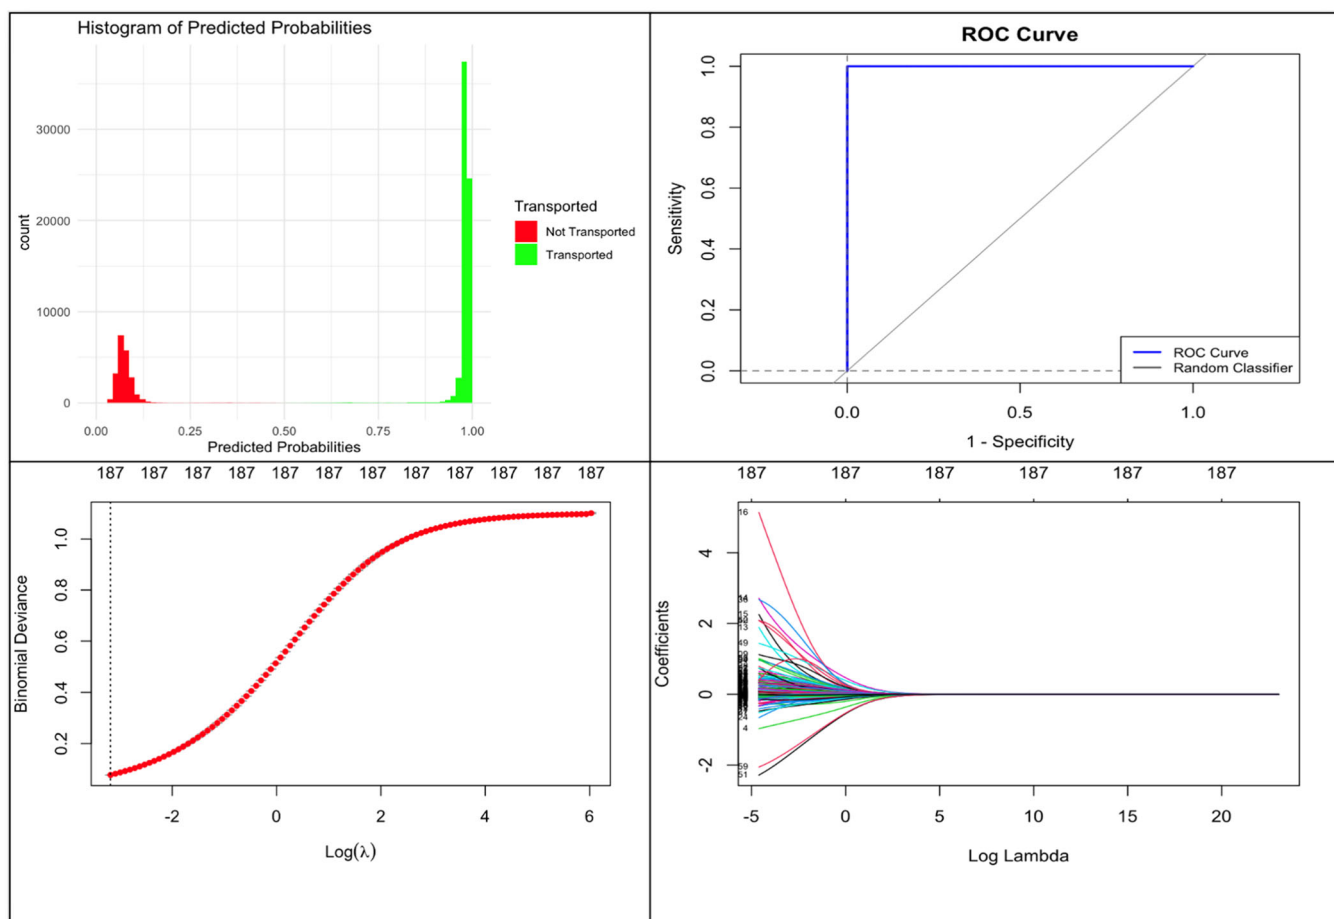 Histogram of Predicted Probabilities
30000
20000
10000
0
count
0.00 0.25 0.50 0.75 1.00
Predicted Probabilities
Transported
Not Transported
Transported
ROC Curve
Sensitivity
1.0
0.8
0.6
0.4
0.2
0.0
ROC Curve
Random Classifier
0.0 0.5 1.0
1 - Specificity
187 187 187 187 187 187 187 187 187 187 187 187
Binomial Deviance
1.0
0.8
0.6
0.4
0.2
-2 0 2 4 6
Log(λ)
187 187 187 187 187 187
Coefficients
4
2
0
-2
16
15
13
49
24
4
59
51
-5 0 5 10 15 20
Log Lambda